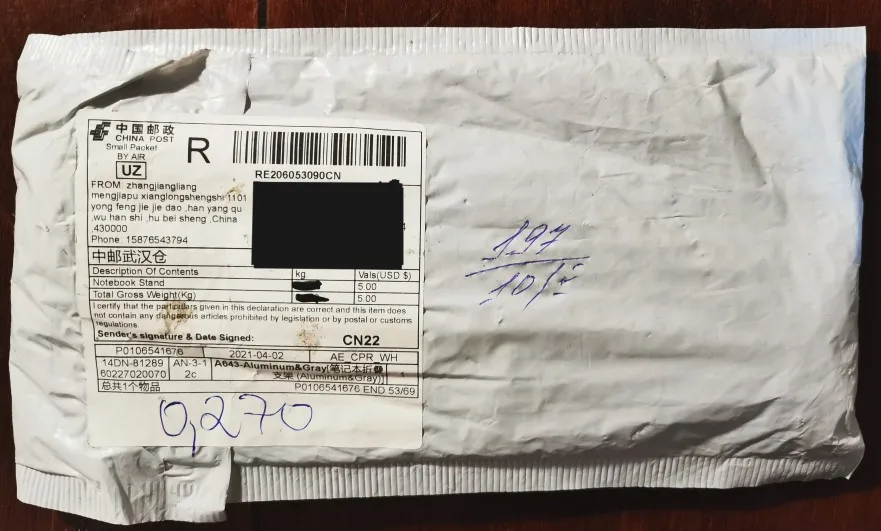 中国邮政
CHINA POST
Small Packet
BY AIR
UZ
R
RE206053090CN
FROM: zhangjiangliang
mengjiapu xianglongshengshi 1101
yong feng jie jie dao ,han yang qu
,wu han shi ,hu bei sheng ,China
,430000
Phone: 15876543794
中邮武汉仓
Description Of Contents kg Vals(USD $)
Notebook Stand 5.00
Total Gross Weight(Kg) 5.00
I certify that the particulars given in this declaration are correct and this item does
not contain any dangerous articles prohibited by legislation or by postal or customs
regulations.
Sender's signature & Date Signed: CN22
P0106541676 2021-04-02 AE_CPR_WH
14DN-81289 AN-3-1 A643-Aluminum&Gray[笔记本折叠
60227020070 2c 支架 (Aluminum&Gray)] 1
总共1个物品 P0106541676 END 53/69
0,270
197